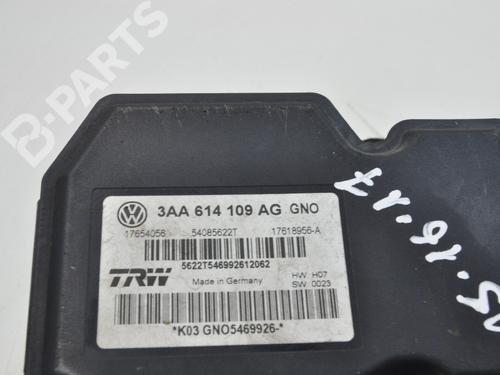 B-PARTS
3AA 614 109 AG GNO
17654056 54085622T 17618956-A
5622T546992612062
TRW
Made in Germany
HW: H07
SW: 0023
*K03 GNO5469926-*